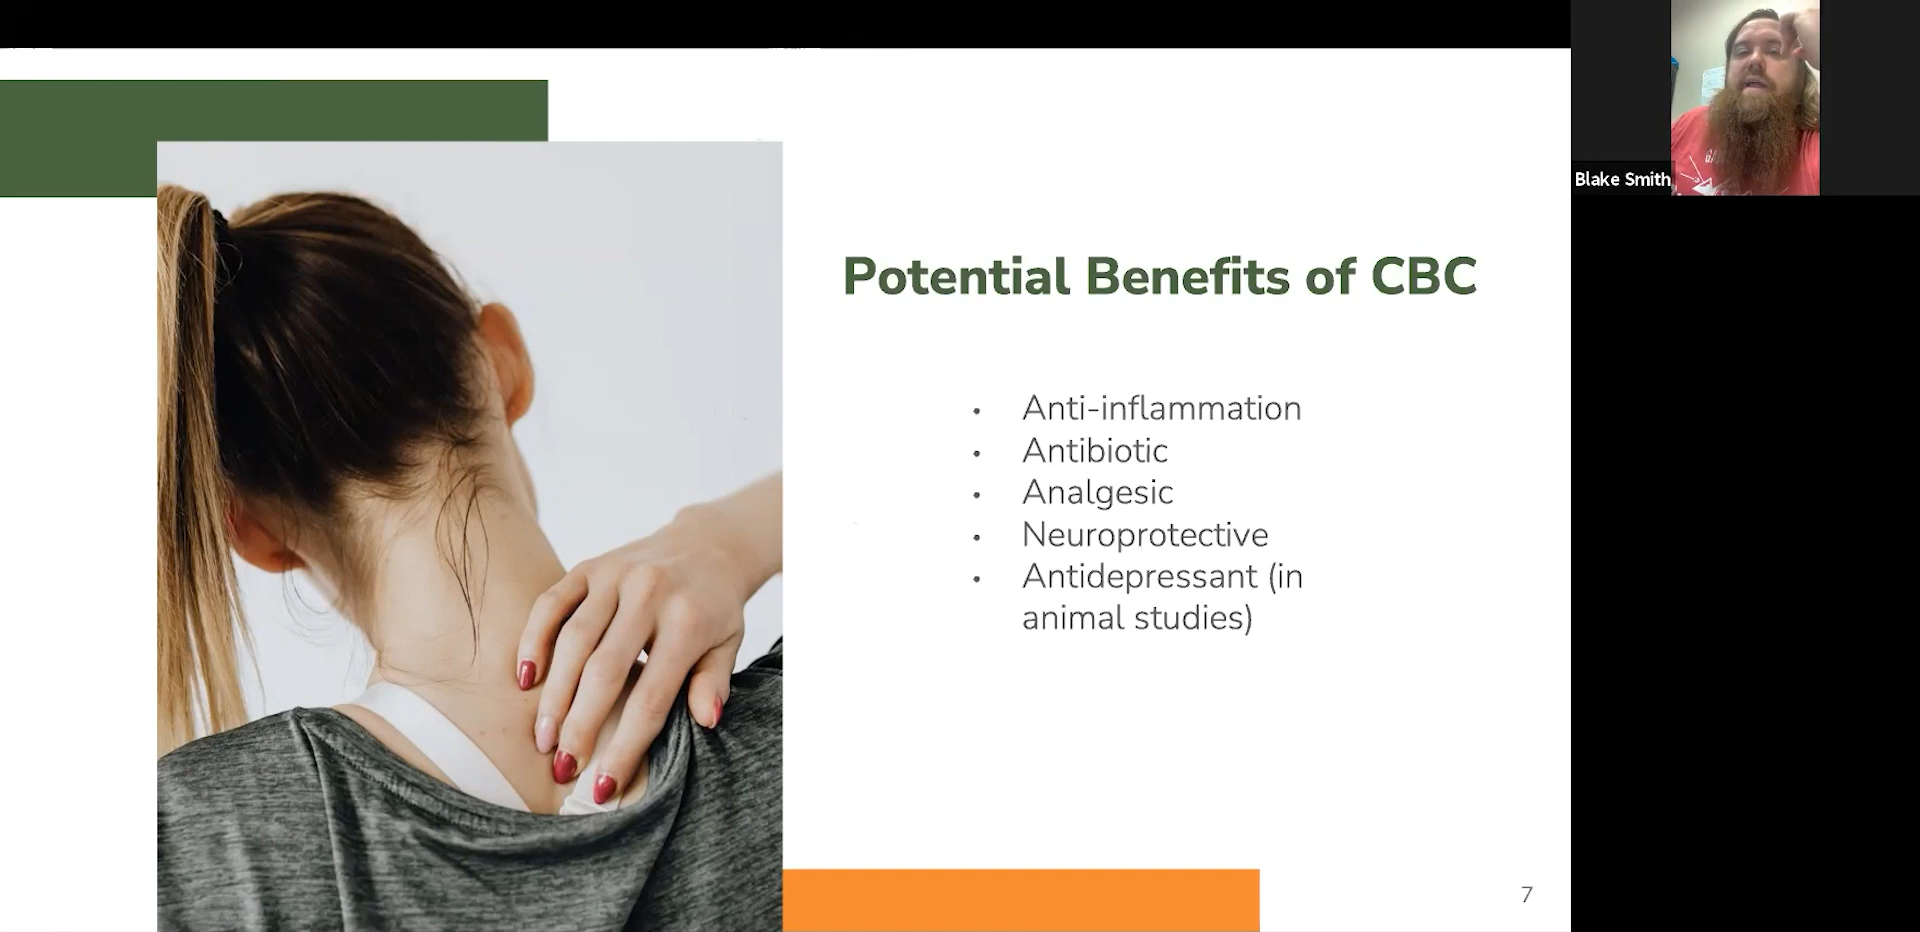 Potential Benefits of CBC
• Anti-inflammation
• Antibiotic
• Analgesic
• Neuroprotective
• Antidepressant (in
animal studies)
7
Blake Smith